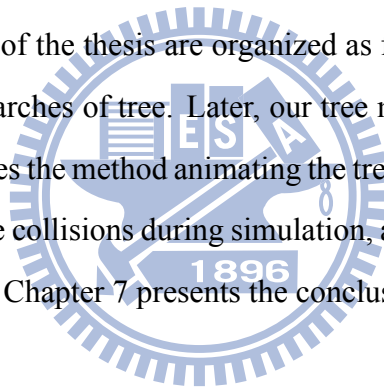 of the thesis are organized as
arches of tree. Later, our tree
es the method animating the tre
E S A
e collisions during simulation, a
1896
Chapter 7 presents the conclus